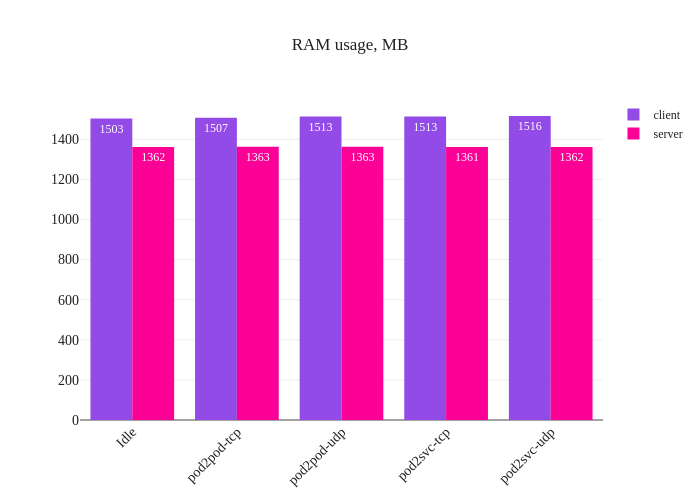 RAM usage, MB
client
server
1503
1362
1507
1363
1513
1363
1513
1361
1516
1362
1400
1200
1000
800
600
400
200
0
Idle
pod2pod-tcp
pod2pod-udp
pod2svc-tcp
pod2svc-udp